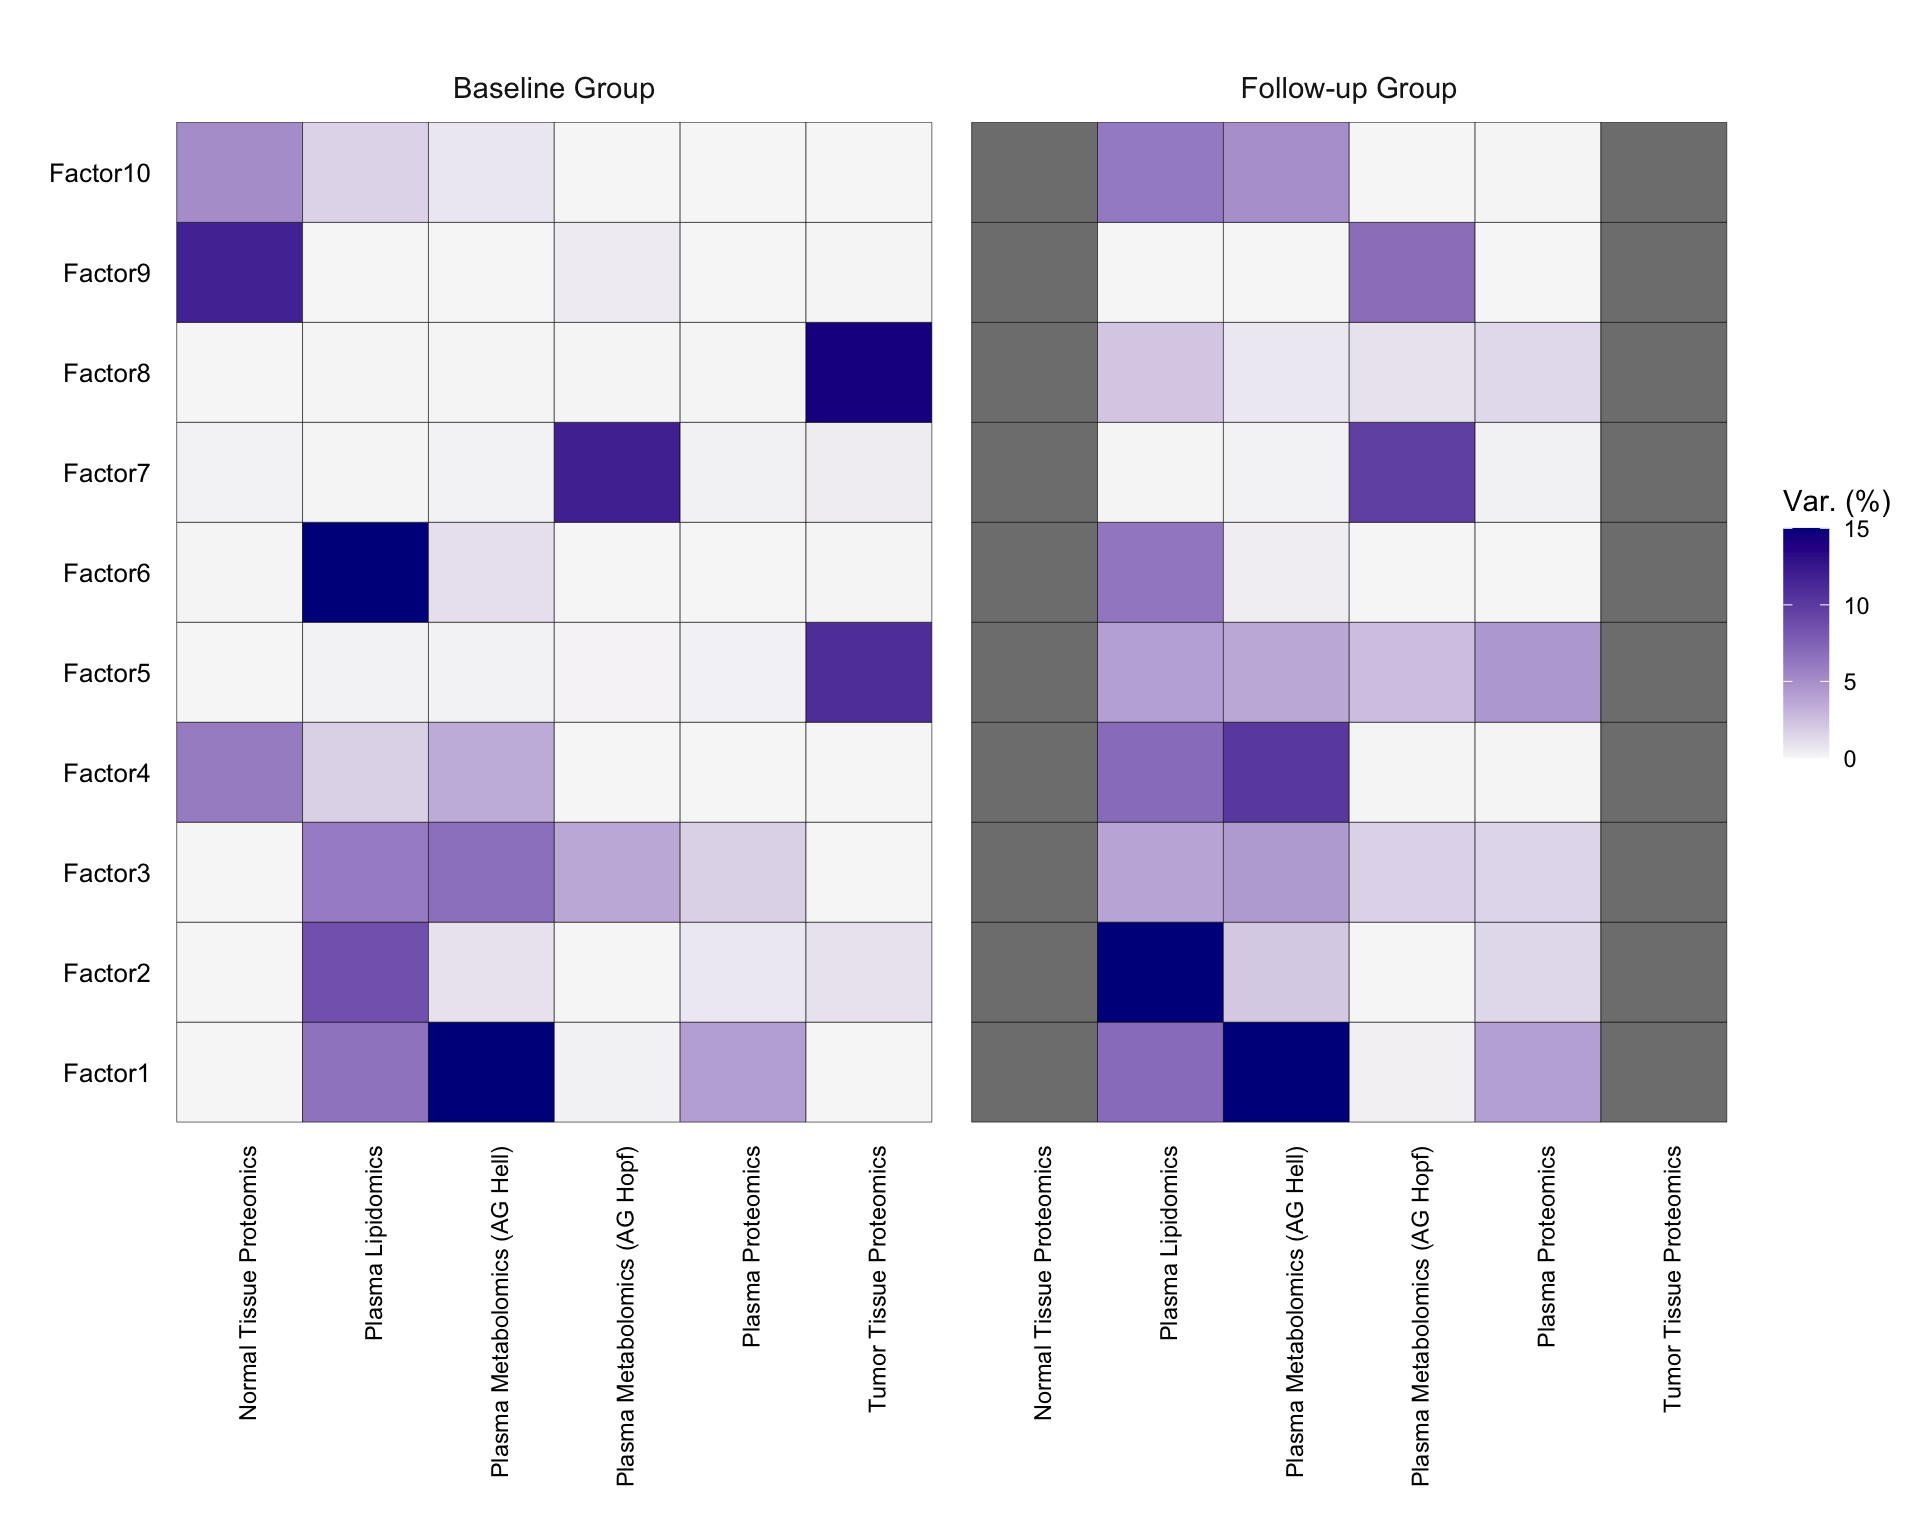 Baseline Group
Follow-up Group
Factor10
Factor9
Factor8
Factor7
Factor6
Factor5
Factor4
Factor3
Factor2
Factor1
Normal Tissue Proteomics
Plasma Lipidomics
Plasma Metabolomics (AG Hell)
Plasma Metabolomics (AG Hopf)
Plasma Proteomics
Tumor Tissue Proteomics
Normal Tissue Proteomics
Plasma Lipidomics
Plasma Metabolomics (AG Hell)
Plasma Metabolomics (AG Hopf)
Plasma Proteomics
Tumor Tissue Proteomics
Var. (%)
15
10
5
0